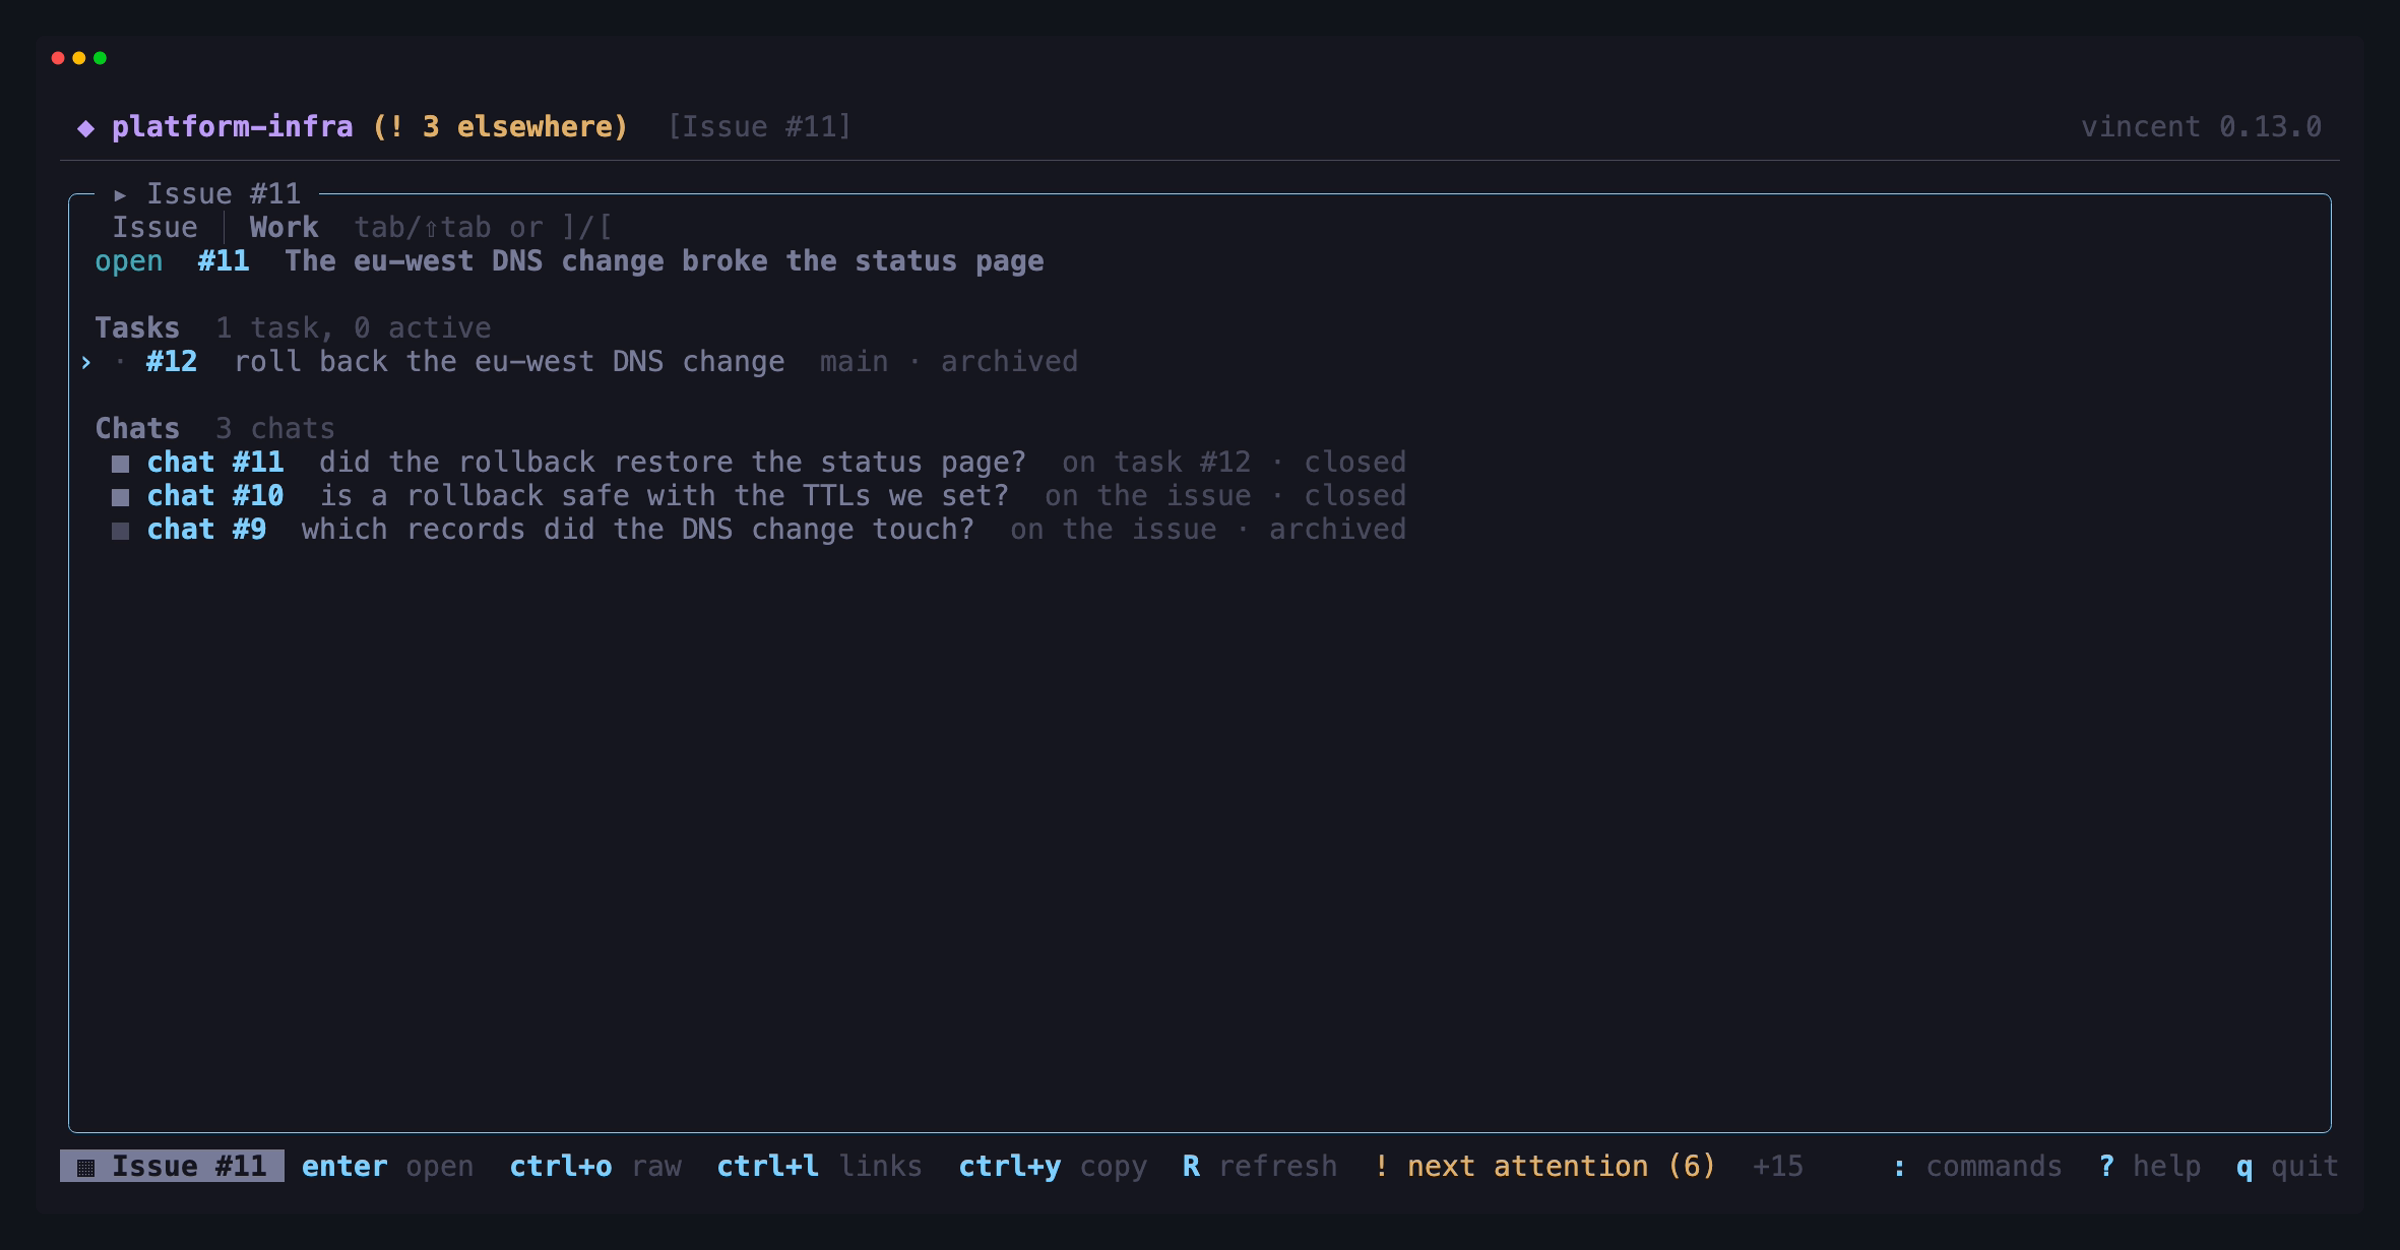 ◆ platform-infra (! 3 elsewhere) [Issue #11] vincent 0.13.0
▸ Issue #11
Issue │ Work tab/⇧tab or ]/[
open #11 The eu-west DNS change broke the status page
Tasks 1 task, 0 active
› · #12 roll back the eu-west DNS change main · archived
Chats 3 chats
■ chat #11 did the rollback restore the status page? on task #12 · closed
■ chat #10 is a rollback safe with the TTLs we set? on the issue · closed
■ chat #9 which records did the DNS change touch? on the issue · archived
▦ Issue #11 enter open ctrl+o raw ctrl+l links ctrl+y copy R refresh ! next attention (6) +15 : commands ? help q quit